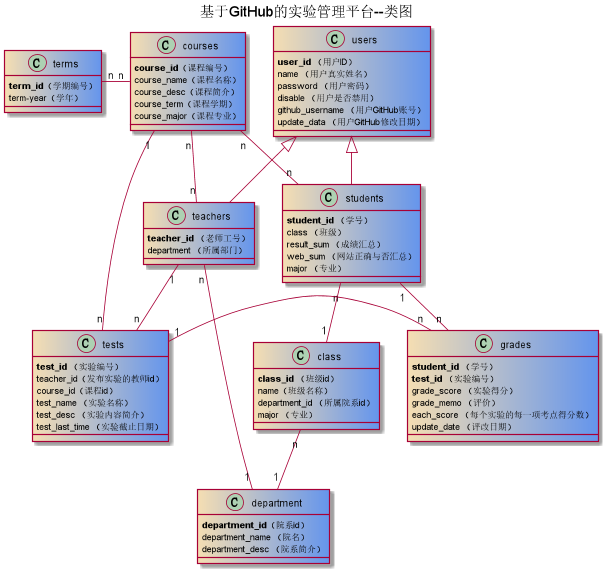 基于GitHub的实验管理平台--类图
C terms
term_id（学期编号）
term-year（学年）
n n
C courses
course_id（课程编号）
course_name（课程名称）
course_desc（课程简介）
course_term（课程学期）
course_major（课程专业）
C users
user_id （用户ID）
name （用户真实姓名）
password （用户密码）
disable （用户是否禁用）
github_username （用户GitHub账号）
update_data （用户GitHub修改日期）
1
n
n
n
n
C teachers
teacher_id（老师工号）
department（所属部门）
C students
student_id（学号）
class（班级）
result_sum（成绩汇总）
web_sum（网站正确与否汇总）
major（专业）
1
n
n
1
n
n
1
1
n
C tests
test_id（实验编号）
teacher_id（发布实验的教师id）
course_id（课程id）
test_name（实验名称）
test_desc（实验内容简介）
test_last_time（实验截止日期）
C class
class_id（班级id）
name（班级名称）
department_id（所属院系id）
major（专业）
C grades
student_id（学号）
test_id（实验编号）
grade_score（实验得分）
grade_memo（评价）
each_score（每个实验的每一项考点得分数）
update_date（评改日期）
n
1
1
C department
department_id（院系id）
department_name（院名）
department_desc（院系简介）